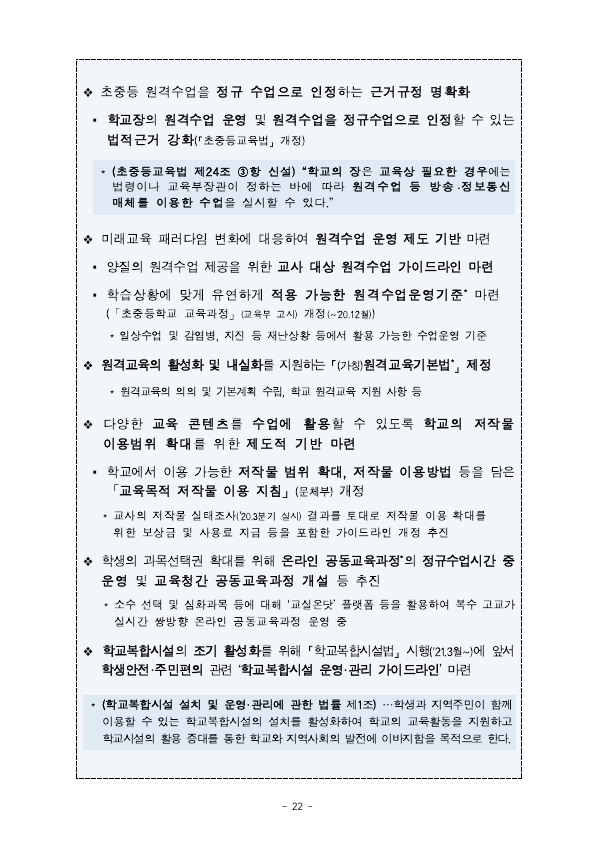 ❖ 초중등 원격수업을 정규 수업으로 인정하는 근거규정 명확화
▪ 학교장의 원격수업 운영 및 원격수업을 정규수업으로 인정할 수 있는
법적근거 강화(「초중등교육법」 개정)
* (초중등교육법 제24조 ③항 신설) “학교의 장은 교육상 필요한 경우에는
법령이나 교육부장관이 정하는 바에 따라 원격수업 등 방송·정보통신
매체를 이용한 수업을 실시할 수 있다.”
❖ 미래교육 패러다임 변화에 대응하여 원격수업 운영 제도 기반 마련
▪ 양질의 원격수업 제공을 위한 교사 대상 원격수업 가이드라인 마련
▪ 학습상황에 맞게 유연하게 적용 가능한 원격수업운영기준* 마련
(「초중등학교 교육과정」(교육부 고시) 개정(~'20.12월))
* 일상수업 및 감염병, 지진 등 재난상황 등에서 활용 가능한 수업운영 기준
❖ 원격교육의 활성화 및 내실화를 지원하는 「(가칭)원격교육기본법*」 제정
* 원격교육의 의의 및 기본계획 수립, 학교 원격교육 지원 사항 등
❖ 다양한 교육 콘텐츠를 수업에 활용할 수 있도록 학교의 저작물
이용범위 확대를 위한 제도적 기반 마련
▪ 학교에서 이용 가능한 저작물 범위 확대, 저작물 이용방법 등을 담은
「교육목적 저작물 이용 지침」(문체부) 개정
* 교사의 저작물 실태조사('20.3분기 실시) 결과를 토대로 저작물 이용 확대를
위한 보상금 및 사용료 지급 등을 포함한 가이드라인 개정 추진
❖ 학생의 과목선택권 확대를 위해 온라인 공동교육과정*의 정규수업시간 중
운영 및 교육청간 공동교육과정 개설 등 추진
* 소수 선택 및 심화과목 등에 대해 ‘교실온닷’ 플랫폼 등을 활용하여 복수 고교가
실시간 쌍방향 온라인 공동교육과정 운영 중
❖ 학교복합시설의 조기 활성화를 위해 「학교복합시설법」 시행('21.3월~)에 앞서
학생안전·주민편의 관련 ‘학교복합시설 운영·관리 가이드라인’ 마련
* (학교복합시설 설치 및 운영·관리에 관한 법률 제1조) …학생과 지역주민이 함께
이용할 수 있는 학교복합시설의 설치를 활성화하여 학교의 교육활동을 지원하고
학교시설의 활용 증대를 통한 학교와 지역사회의 발전에 이바지함을 목적으로 한다.
- 22 -